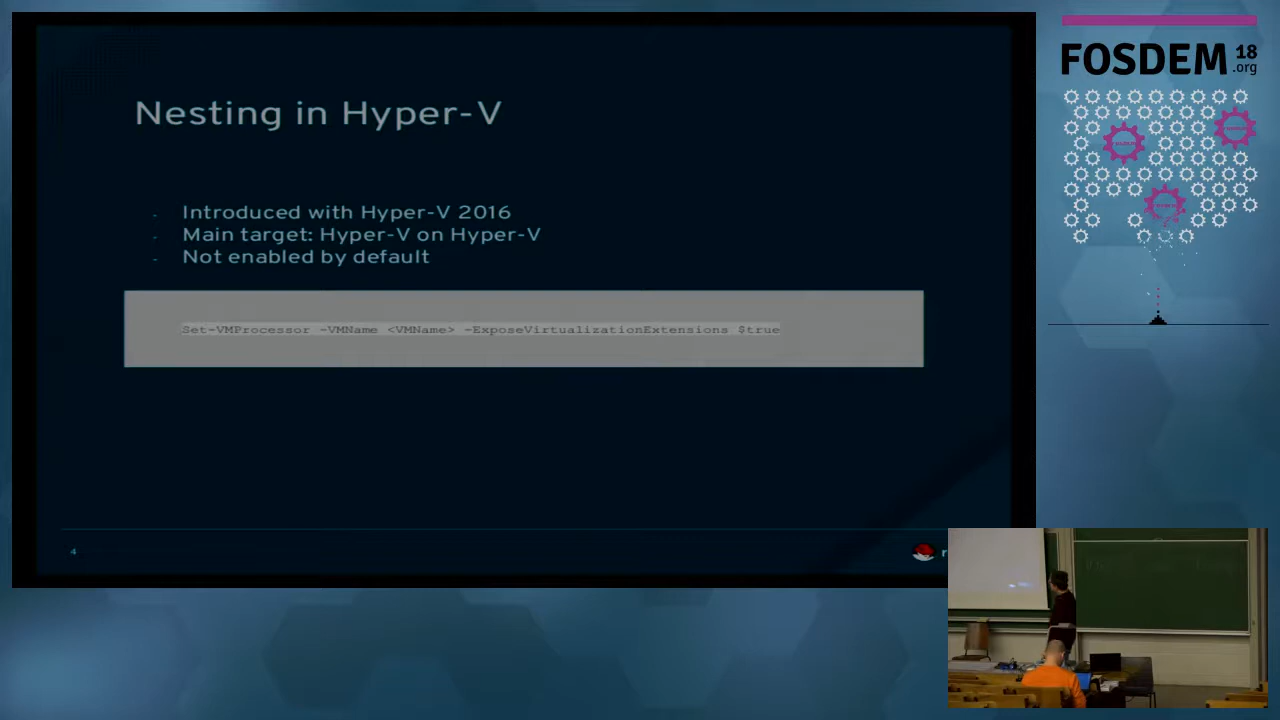 Nesting in Hyper-V
- Introduced with Hyper-V 2016
- Main target: Hyper-V on Hyper-V
- Not enabled by default
Set-VMProcessor -VMName <VMName> -ExposeVirtualizationExtensions $true
4
r
FOSDEM 18
.org